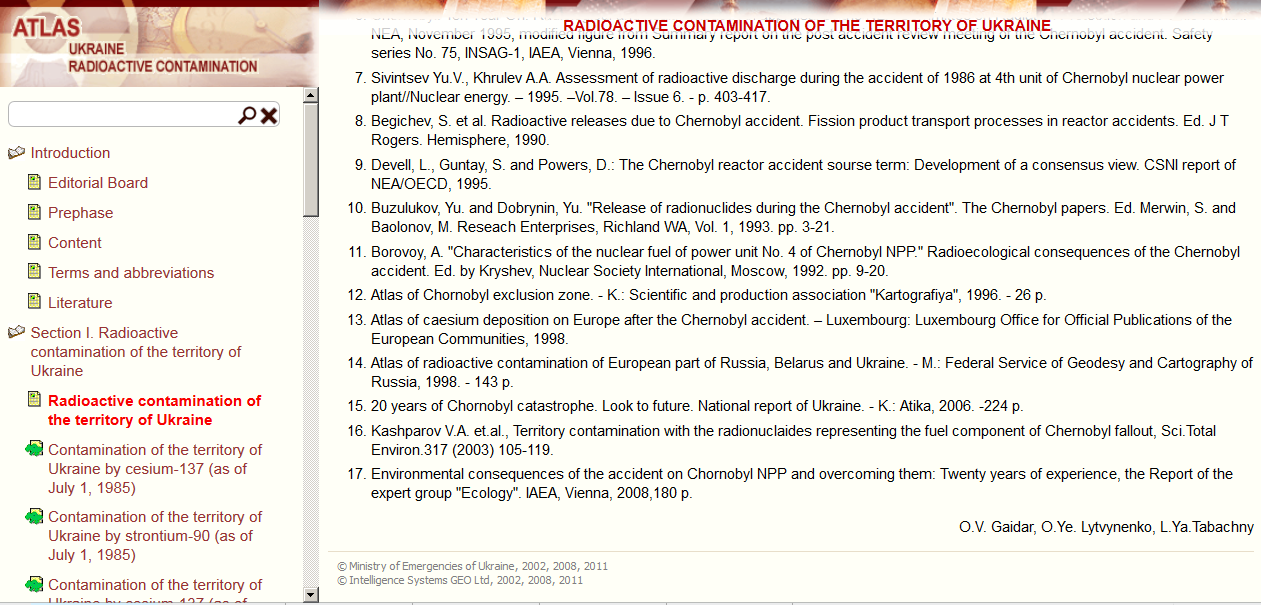 ATLAS
UKRAINE
RADIOACTIVE CONTAMINATION
Introduction
Editorial Board
Prephase
Content
Terms and abbreviations
Literature
Section I. Radioactive
contamination of the territory of
Ukraine
Radioactive contamination of
the territory of Ukraine
Contamination of the territory of
Ukraine by cesium-137 (as of
July 1, 1985)
Contamination of the territory of
Ukraine by strontium-90 (as of
July 1, 1985)
Contamination of the territory of
Ukraine by cesium-137 (as of
RADIOACTIVE CONTAMINATION OF THE TERRITORY OF UKRAINE
NEA, November 1995, modified figure from Summary report on the post accident review meeting of the Chernobyl accident. Safety
series No. 75, INSAG-1, IAEA, Vienna, 1996.
7. Sivintsev Yu.V., Khrulev A.A. Assessment of radioactive discharge during the accident of 1986 at 4th unit of Chernobyl nuclear power
plant//Nuclear energy. – 1995. –Vol.78. – Issue 6. - p. 403-417.
8. Begichev, S. et al. Radioactive releases due to Chernobyl accident. Fission product transport processes in reactor accidents. Ed. J T
Rogers. Hemisphere, 1990.
9. Devell, L., Guntay, S. and Powers, D.: The Chernobyl reactor accident sourse term: Development of a consensus view. CSNI report of
NEA/OECD, 1995.
10. Buzulukov, Yu. and Dobrynin, Yu. "Release of radionuclides during the Chernobyl accident". The Chernobyl papers. Ed. Merwin, S. and
Baolonov, M. Reseach Enterprises, Richland WA, Vol. 1, 1993. pp. 3-21.
11. Borovoy, A. "Characteristics of the nuclear fuel of power unit No. 4 of Chernobyl NPP." Radioecological consequences of the Chernobyl
accident. Ed. by Kryshev, Nuclear Society International, Moscow, 1992. pp. 9-20.
12. Atlas of Chornobyl exclusion zone. - K.: Scientific and production association "Kartografiya", 1996. - 26 p.
13. Atlas of caesium deposition on Europe after the Chernobyl accident. – Luxembourg: Luxembourg Office for Official Publications of the
European Communities, 1998.
14. Atlas of radioactive contamination of European part of Russia, Belarus and Ukraine. - M.: Federal Service of Geodesy and Cartography of
Russia, 1998. - 143 p.
15. 20 years of Chornobyl catastrophe. Look to future. National report of Ukraine. - K.: Atika, 2006. -224 p.
16. Kashparov V.A. et.al., Territory contamination with the radionuclaides representing the fuel component of Chernobyl fallout, Sci.Total
Environ.317 (2003) 105-119.
17. Environmental consequences of the accident on Chornobyl NPP and overcoming them: Twenty years of experience, the Report of the
expert group "Ecology". IAEA, Vienna, 2008,180 p.
O.V. Gaidar, O.Ye. Lytvynenko, L.Ya.Tabachny
© Ministry of Emergencies of Ukraine, 2002, 2008, 2011
© Intelligence Systems GEO Ltd, 2002, 2008, 2011